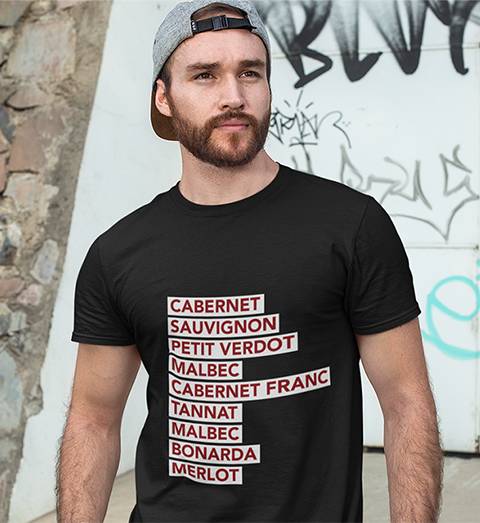 CABERNET
SAUVIGNON
PETIT VERDOT
MALBEC
CABERNET FRANC
TANNAT
MALBEC
BONARDA
MERLOT